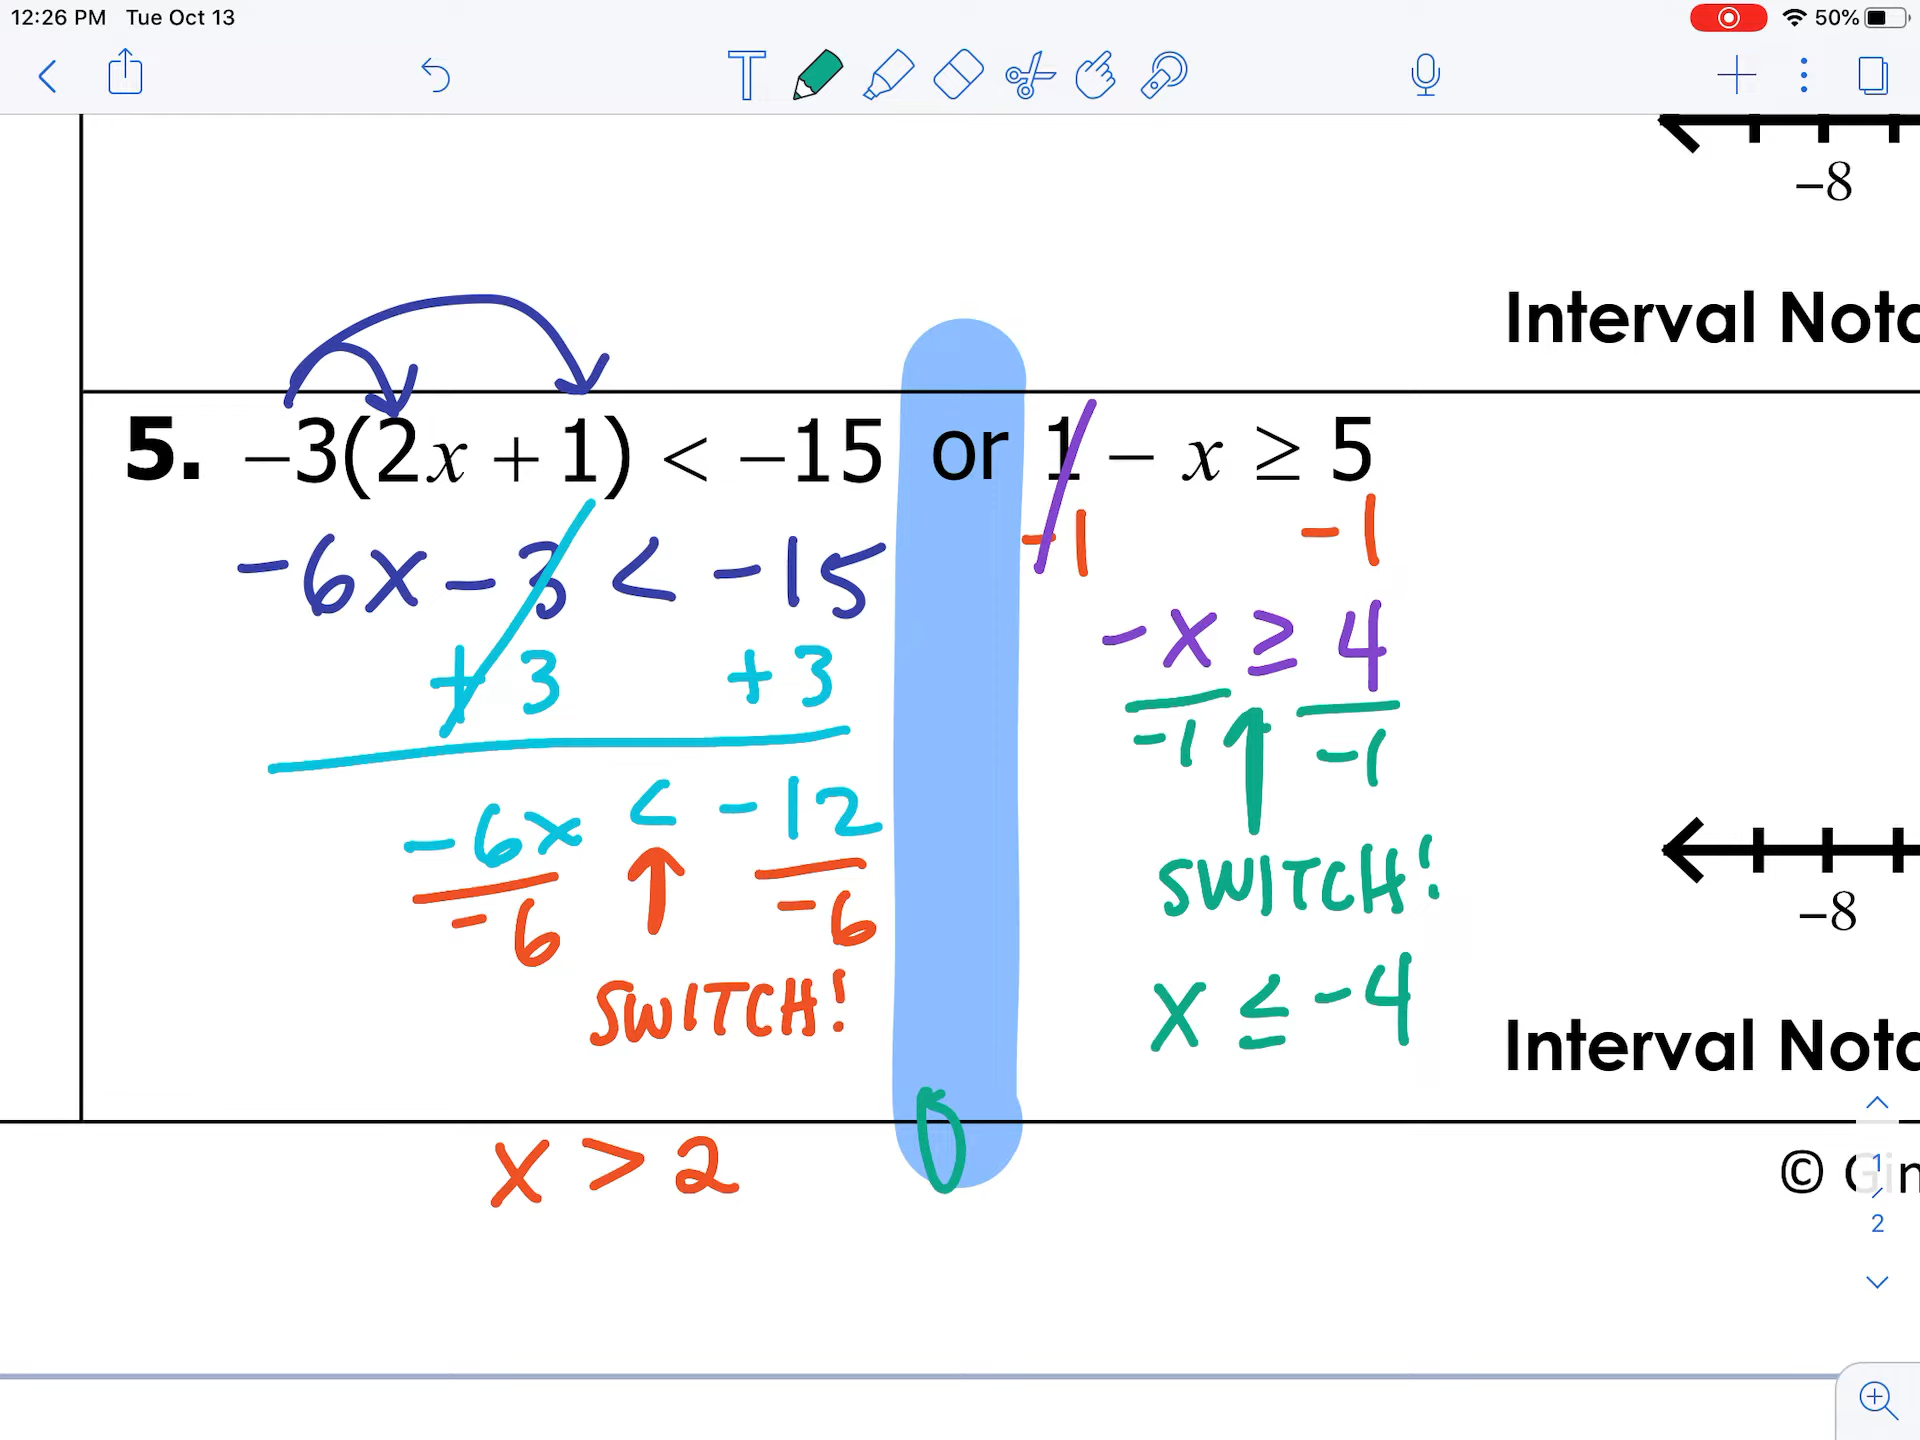 12:26 PM Tue Oct 13
50%
T
−8
Interval Nota
5. −3(2x + 1) < −15 or 1 − x ≥ 5
-1 -1
-6x - 3 < -15
+ 3 + 3
-x ≥ 4
-1 -1
-6x < -12
-6 -6
SWITCH!
SWITCH!
x ≤ -4
x > 2
−8
Interval Nota
© Gin
1
/
2